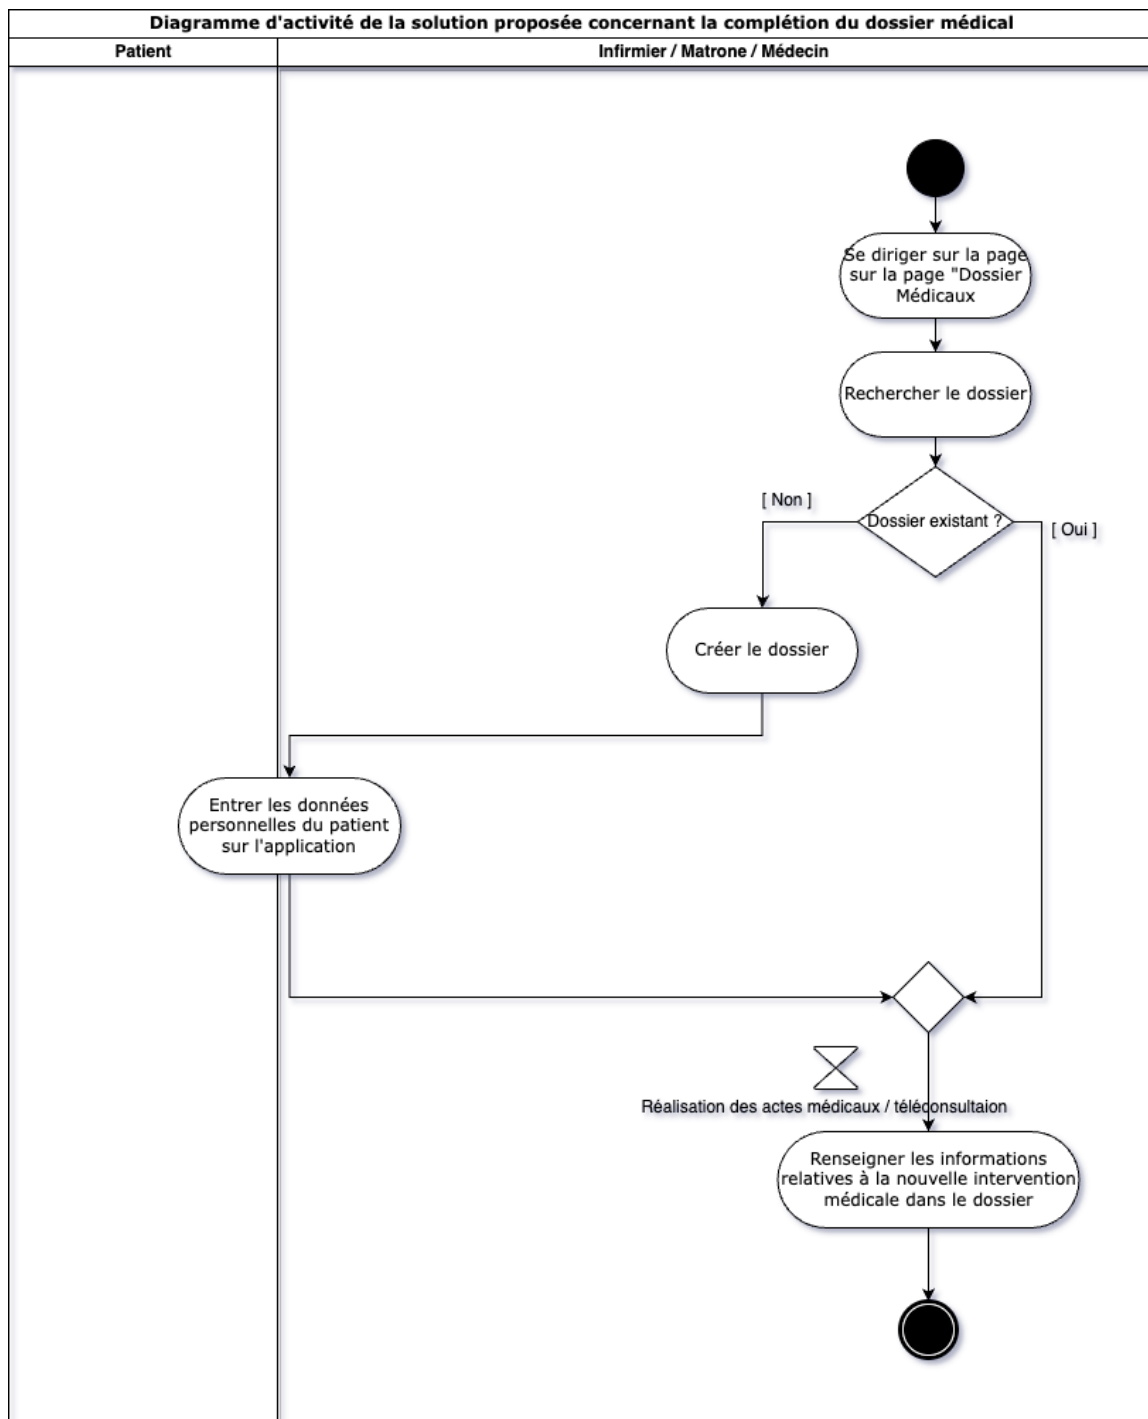 Diagramme d'activité de la solution proposée concernant la complétion du dossier médical
Patient
Infirmier / Matrone / Médecin
Se diriger sur la page
sur la page "Dossier
Médicaux
Rechercher le dossier
Dossier existant ?
[ Non ]
[ Oui ]
Créer le dossier
Entrer les données
personnelles du patient
sur l'application
Réalisation des actes médicaux / téléconsultaion
Renseigner les informations
relatives à la nouvelle intervention
médicale dans le dossier